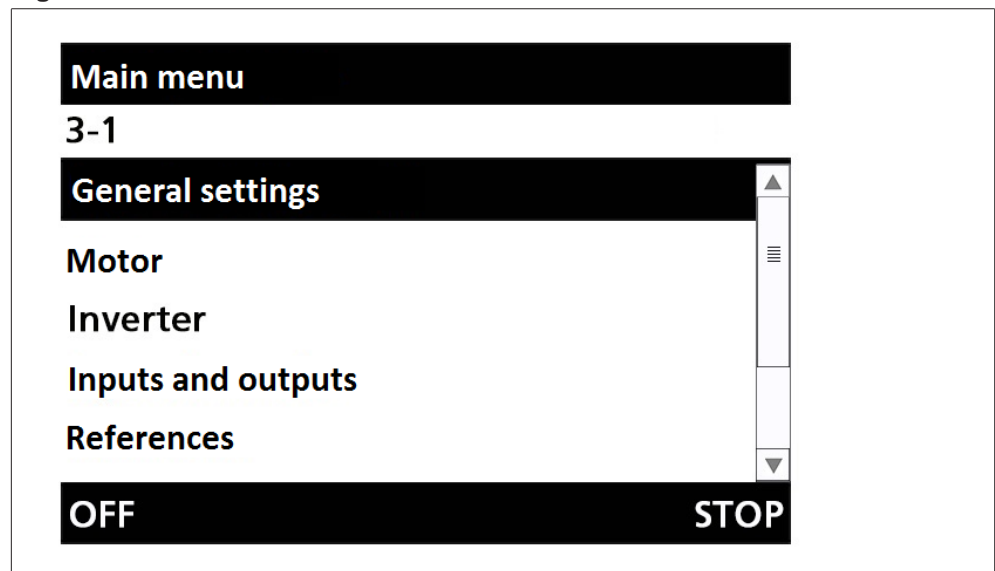 Main menu
3-1
General settings
Motor
Inverter
Inputs and outputs
References
OFF STOP